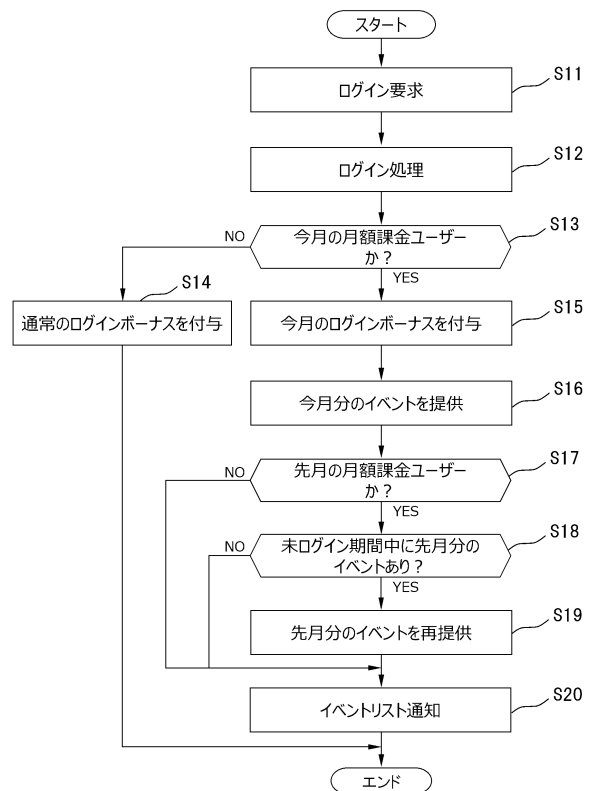 スタート
ログイン要求
S11
ログイン処理
S12
今月の月額課金ユーザー
か？
S13
NO
YES
S14
通常のログインボーナスを付与
今月のログインボーナスを付与
S15
今月分のイベントを提供
S16
先月の月額課金ユーザー
か？
S17
NO
YES
未ログイン期間中に先月分の
イベントあり？
S18
NO
YES
先月分のイベントを再提供
S19
イベントリスト通知
S20
エンド